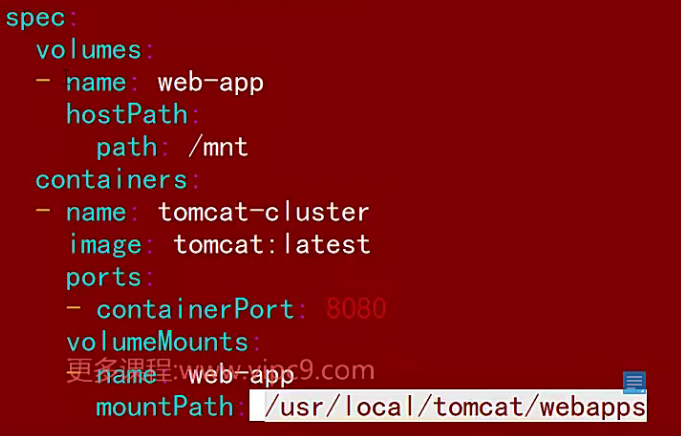 spec:
  volumes:
  - name: web-app
    hostPath:
      path: /mnt
  containers:
  - name: tomcat-cluster
    image: tomcat:latest
    ports:
    - containerPort: 8080
    volumeMounts:
更多课程:www.vipc9.com
    - name: web-app
      mountPath: /usr/local/tomcat/webapps